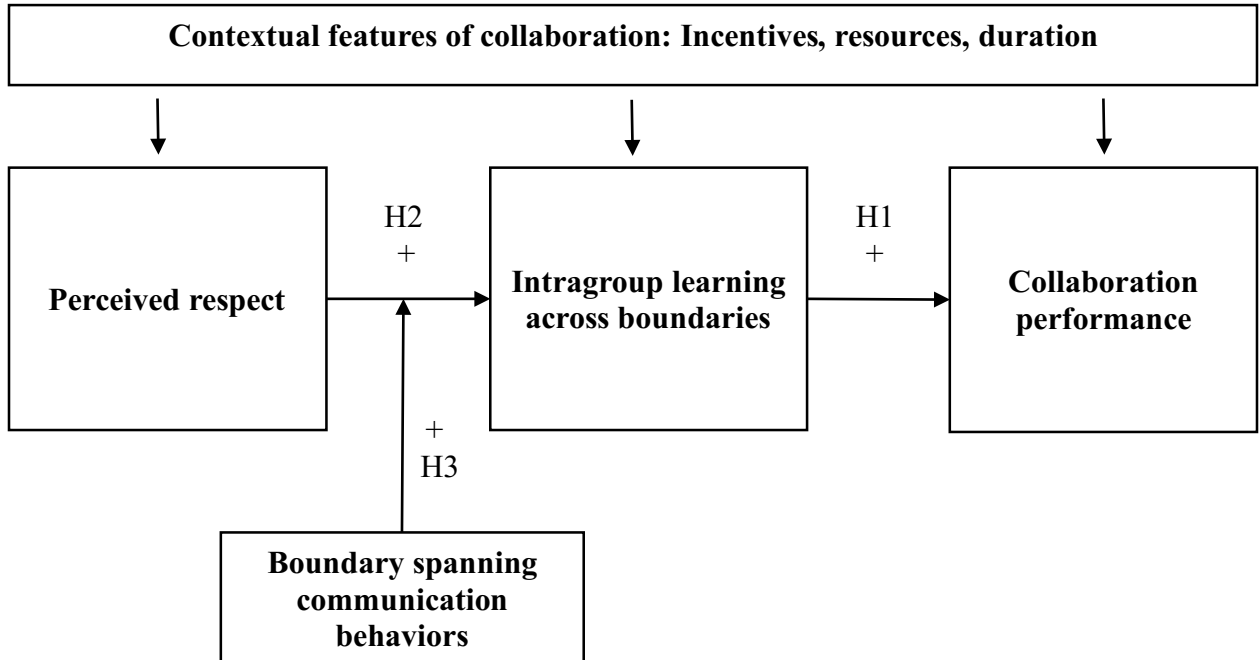 Contextual features of collaboration: Incentives, resources, duration
H2
+
H1
+
Perceived respect
Intragroup learning
across boundaries
Collaboration
performance
+
H3
Boundary spanning
communication
behaviors